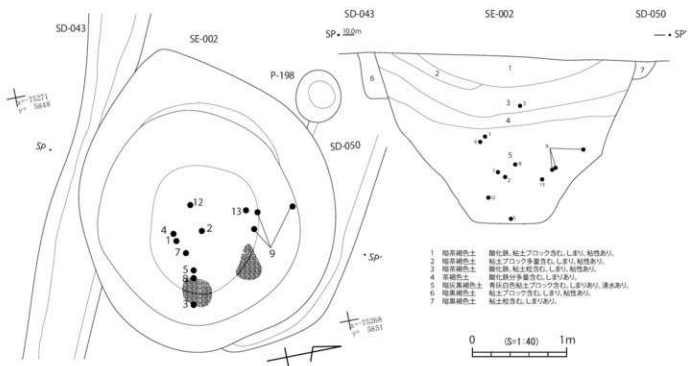 SD-043
SE-002
P-198
SD-050
X=-75271
y= 5848
SP
12
4
2
1
7
13
9
5
8
3
SP'
X=-75268
y= 5851
SD-043
SE-002
SD-050
SP 10.0m
SP'
1
2
3
4
5
6
7
9
12
1 暗茶褐色土 酸化鉄、粘土ブロック含む。しまり、粘性あり。
2 暗褐色土 粘土ブロック多量含む。しまり、粘性あり。
3 暗茶褐色土 酸化鉄、粘土粒含む。しまり、粘性あり。
4 茶褐色土 酸化鉄分多量含む。しまり、粘性あり。
5 暗灰黒褐色土 青灰白色粘土ブロック含む。しまりあり。湧水あり。
6 暗黒褐色土 粘土ブロック含む。しまり、粘性あり。
7 暗黒褐色土 粘土粒含む。しまりあり。
0 (S=1:40) 1m